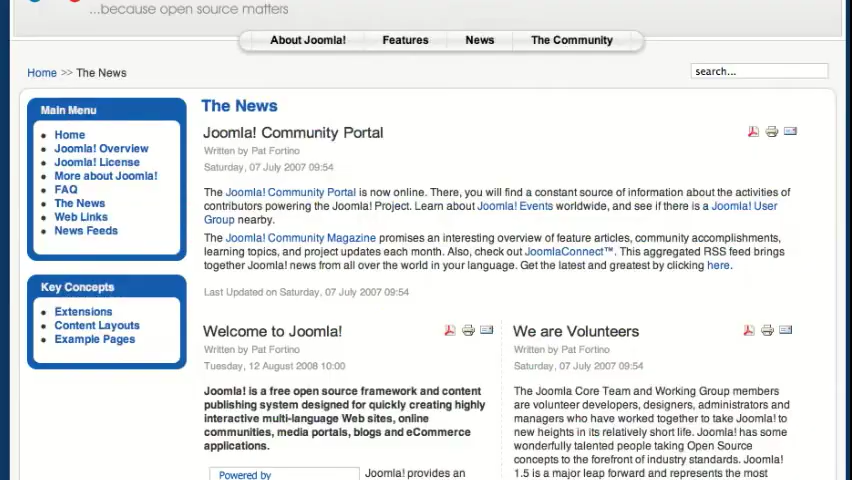 ...because open source matters
About Joomla!
Features
News
The Community
Home >> The News
search...
Main Menu
Home
Joomla! Overview
Joomla! License
More about Joomla!
FAQ
The News
Web Links
News Feeds
Key Concepts
Extensions
Content Layouts
Example Pages
The News
Joomla! Community Portal
Written by Pat Fortino
Saturday, 07 July 2007 09:54
The Joomla! Community Portal is now online. There, you will find a constant source of information about the activities of
contributors powering the Joomla! Project. Learn about Joomla! Events worldwide, and see if there is a Joomla! User
Group nearby.
The Joomla! Community Magazine promises an interesting overview of feature articles, community accomplishments,
learning topics, and project updates each month. Also, check out JoomlaConnect™. This aggregated RSS feed brings
together Joomla! news from all over the world in your language. Get the latest and greatest by clicking here.
Last Updated on Saturday, 07 July 2007 09:54
Welcome to Joomla!
Written by Pat Fortino
Tuesday, 12 August 2008 10:00
Joomla! is a free open source framework and content
publishing system designed for quickly creating highly
interactive multi-language Web sites, online
communities, media portals, blogs and eCommerce
applications.
Powered by
Joomla! provides an
We are Volunteers
Written by Pat Fortino
Saturday, 07 July 2007 09:54
The Joomla Core Team and Working Group members
are volunteer developers, designers, administrators and
managers who have worked together to take Joomla! to
new heights in its relatively short life. Joomla! has some
wonderfully talented people taking Open Source
concepts to the forefront of industry standards. Joomla!
1.5 is a major leap forward and represents the most